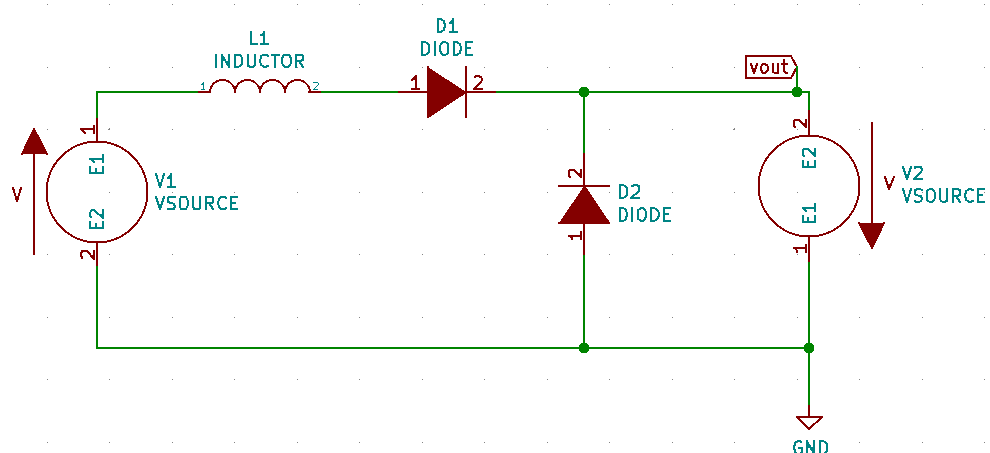 D1
DIODE
L1
INDUCTOR
vout
1
2
1
2
1
E1
V
V1
VSOURCE
E2
2
2
D2
DIODE
1
2
E2
V
V2
VSOURCE
E1
1
GND